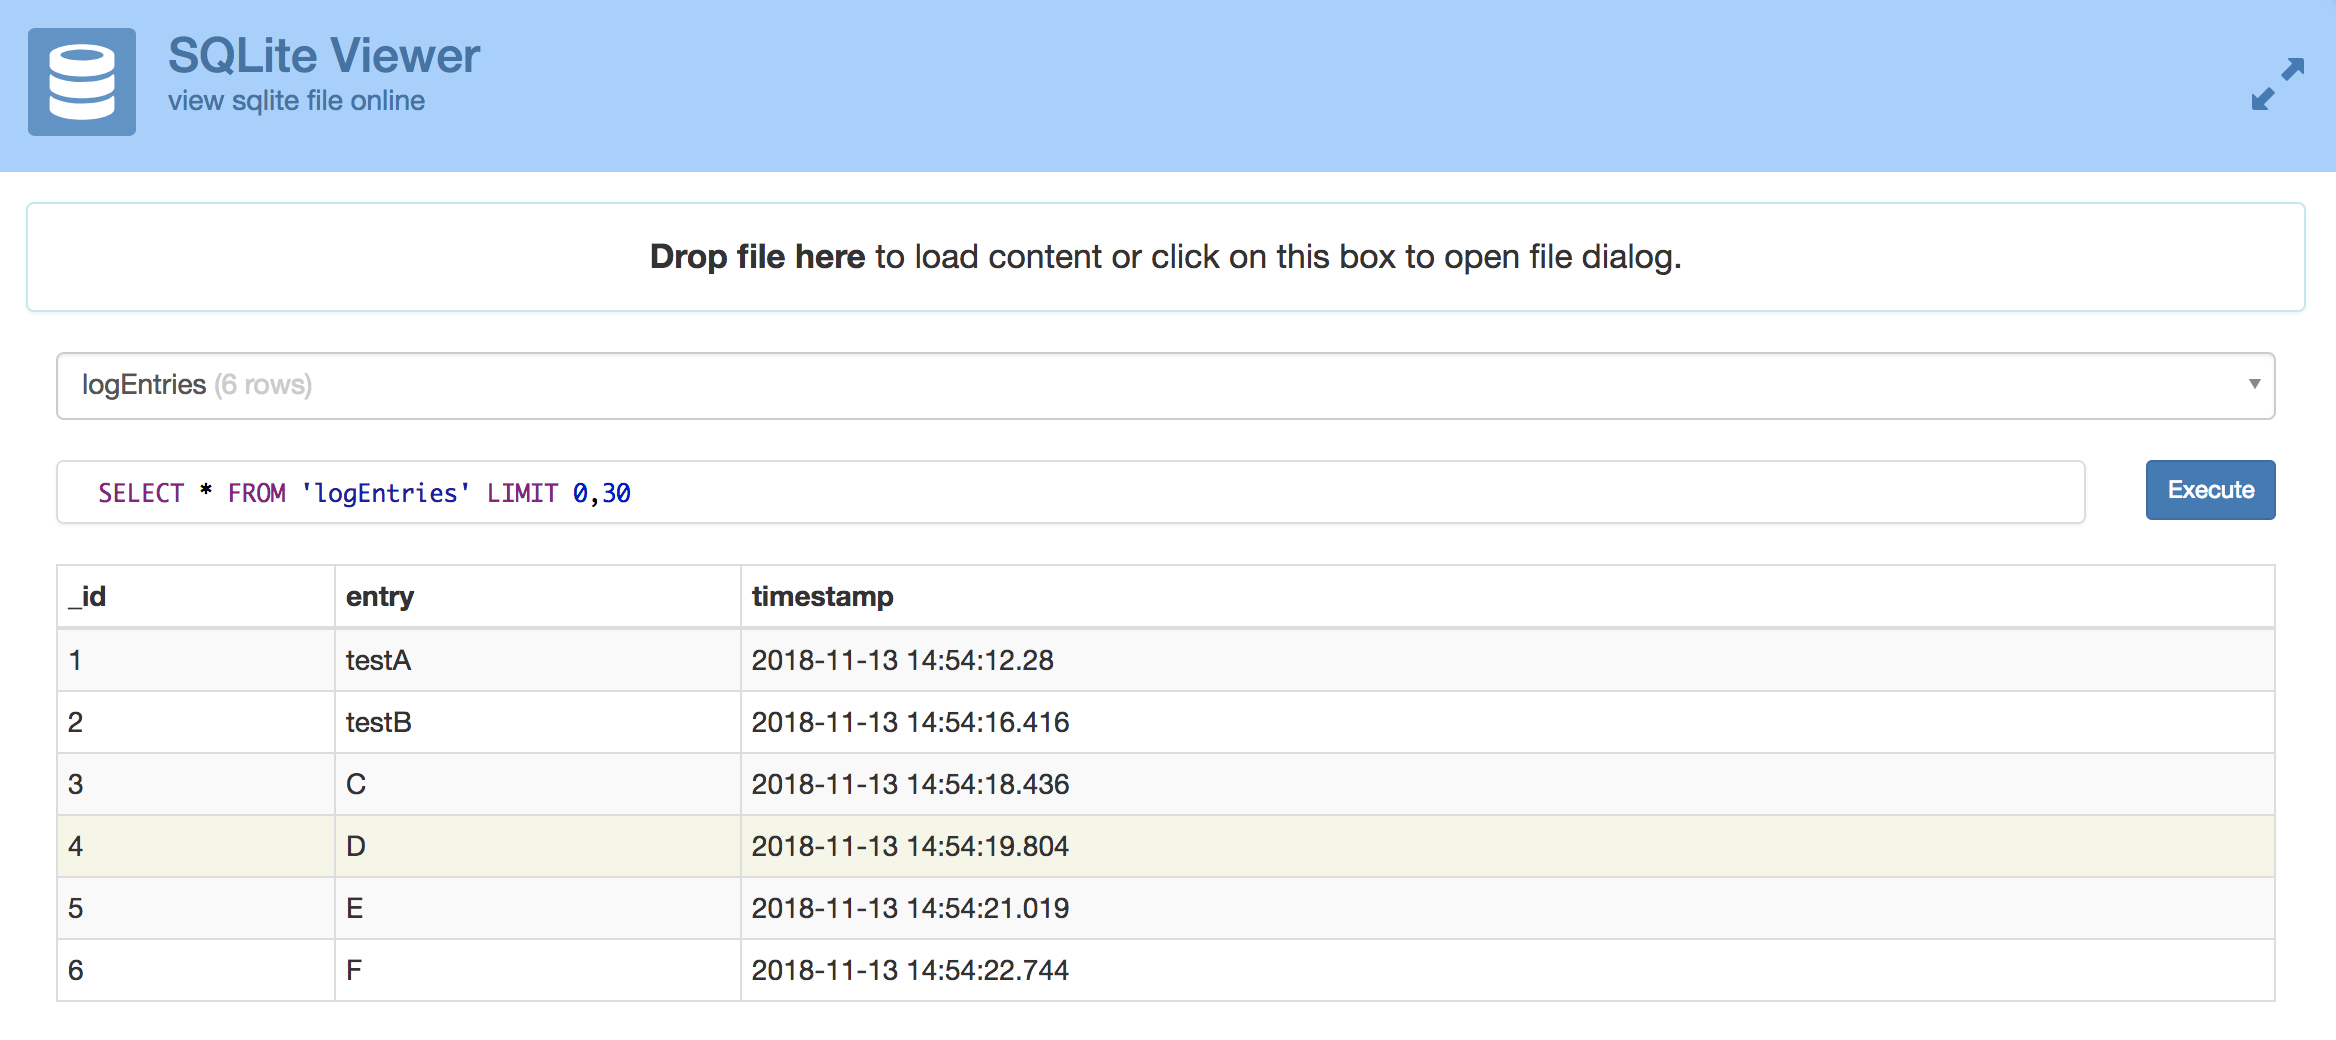 SQLite Viewer
view sqlite file online
Drop file here to load content or click on this box to open file dialog.
logEntries (6 rows)
SELECT * FROM 'logEntries' LIMIT 0,30
Execute
_id entry timestamp
1 testA 2018-11-13 14:54:12.28
2 testB 2018-11-13 14:54:16.416
3 C 2018-11-13 14:54:18.436
4 D 2018-11-13 14:54:19.804
5 E 2018-11-13 14:54:21.019
6 F 2018-11-13 14:54:22.744